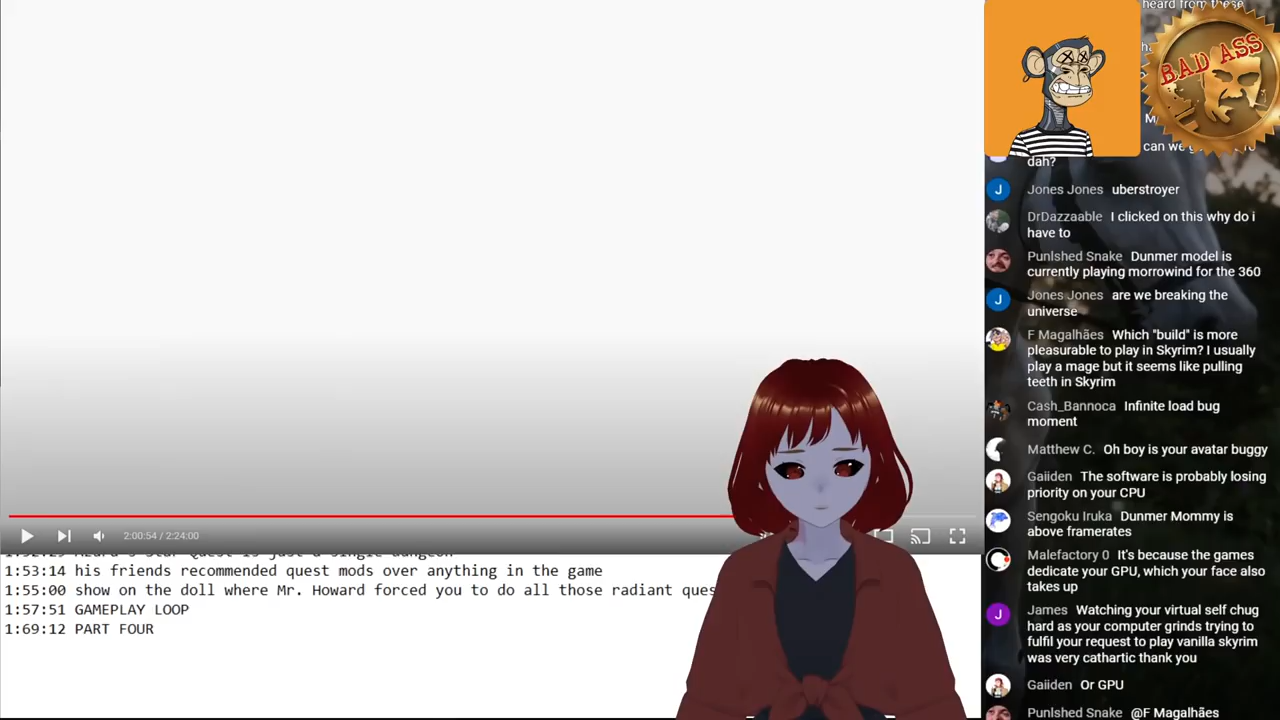 2:00:54 / 2:24:00
1:53:14 his friends recommended quest mods over anything in the game
1:55:00 show on the doll where Mr. Howard forced you to do all those radiant ques
1:57:51 GAMEPLAY LOOP
1:69:12 PART FOUR
heard from these
BAD ASS
can we
dah?
Jones Jones uberstroyer
DrDazzaable I clicked on this why do i
have to
Punlshed Snake Dunmer model is
currently playing morrowind for the 360
Jones Jones are we breaking the
universe
F Magalhães Which "build" is more
pleasurable to play in Skyrim? I usually
play a mage but it seems like pulling
teeth in Skyrim
Cash_Bannoca Infinite load bug
moment
Matthew C. Oh boy is your avatar buggy
Gaiiden The software is probably losing
priority on your CPU
Sengoku Iruka Dunmer Mommy is
above framerates
Malefactory 0 It's because the games
dedicate your GPU, which your face also
takes up
James Watching your virtual self chug
hard as your computer grinds trying to
fulfil your request to play vanilla skyrim
was very cathartic thank you
Gaiiden Or GPU
Punlshed Snake @F Magalhães